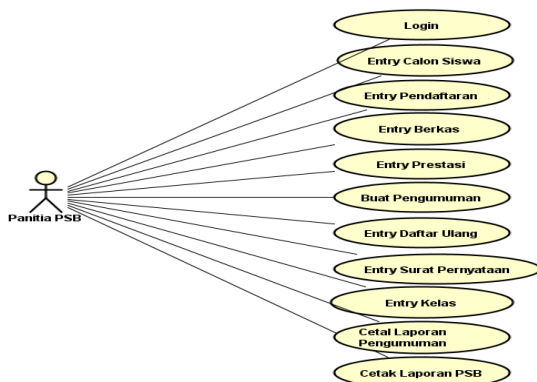 Login
Entry Calon Siswa
Entry Pendaftaran
Entry Berkas
Entry Prestasi
Panitia PSB
Buat Pengumuman
Entry Daftar Ulang
Entry Surat Pernyataan
Entry Kelas
Cetal Laporan
Pengumuman
Cetak Laporan PSB